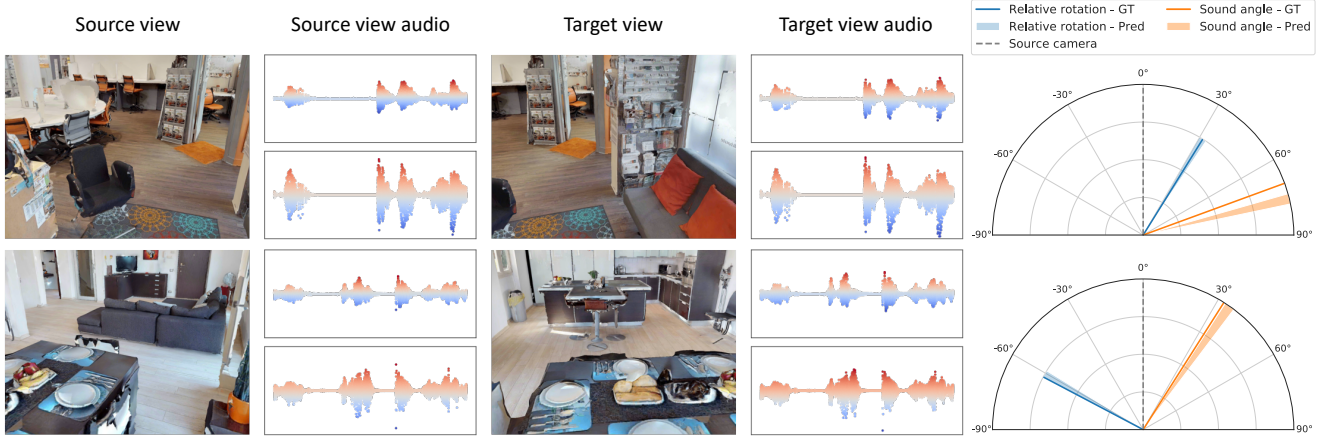 Source view
Source view audio
Target view
Target view audio
Relative rotation - GT
Relative rotation - Pred
Source camera
Sound angle - GT
Sound angle - Pred
0°
-30°
30°
-60°
60°
-90°
90°
0°
-30°
30°
-60°
60°
-90°
90°